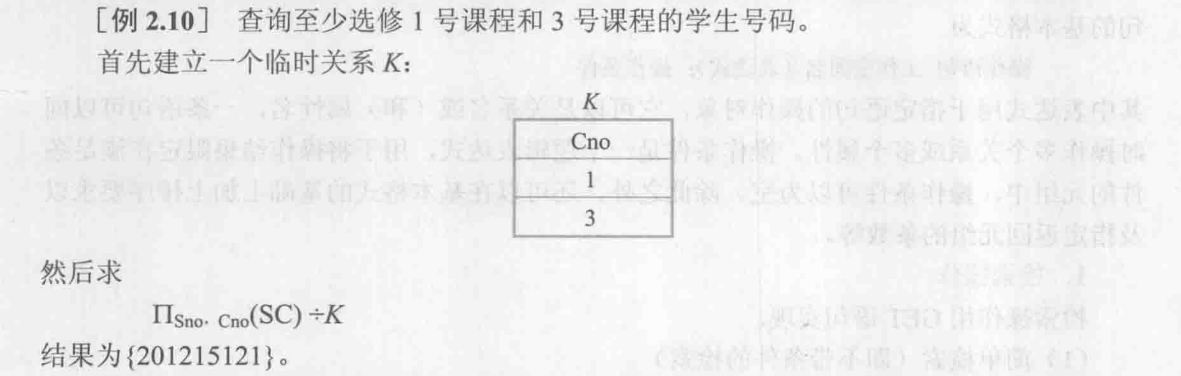 ［例 2.10］ 查询至少选修 1 号课程和 3 号课程的学生号码。
首先建立一个临时关系 K：
K
Cno
1
3
然后求
Π_{Sno, Cno}(SC) ÷K
结果为{201215121}。